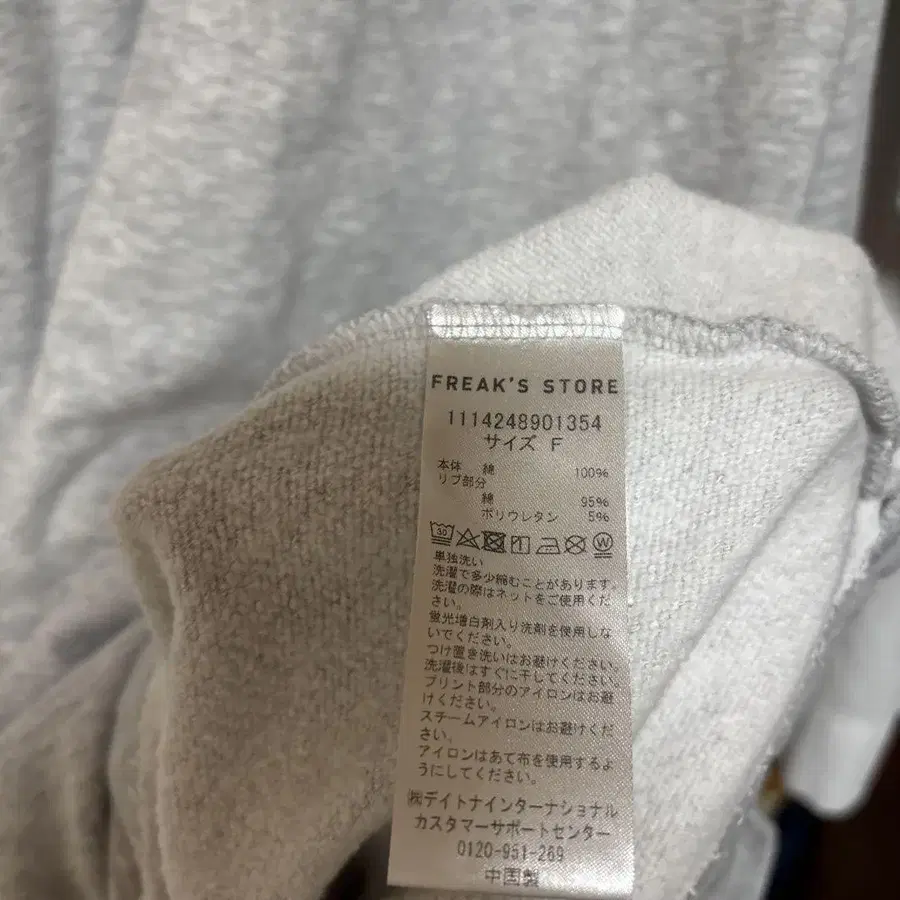 FREAK'S STORE
1114248901354
サイズ F
本体 綿 100%
リブ部分
綿 95%
ポリウレタン 5%
30 W
単独洗い
洗濯で多少縮むことがあります。
洗濯の際はネットをご使用くだ
さい。
蛍光増白剤入り洗剤を使用しな
いでください。
つけ置き洗いはお避けください。
洗濯後はすぐに干してください。
プリント部分のアイロンはお避
けください。
スチームアイロンはお避けくだ
さい。
アイロンはあて布を使用するよ
うにしてください。
㈱デイトナインターナショナル
カスタマーサポートセンター
0120-951-269
中国製